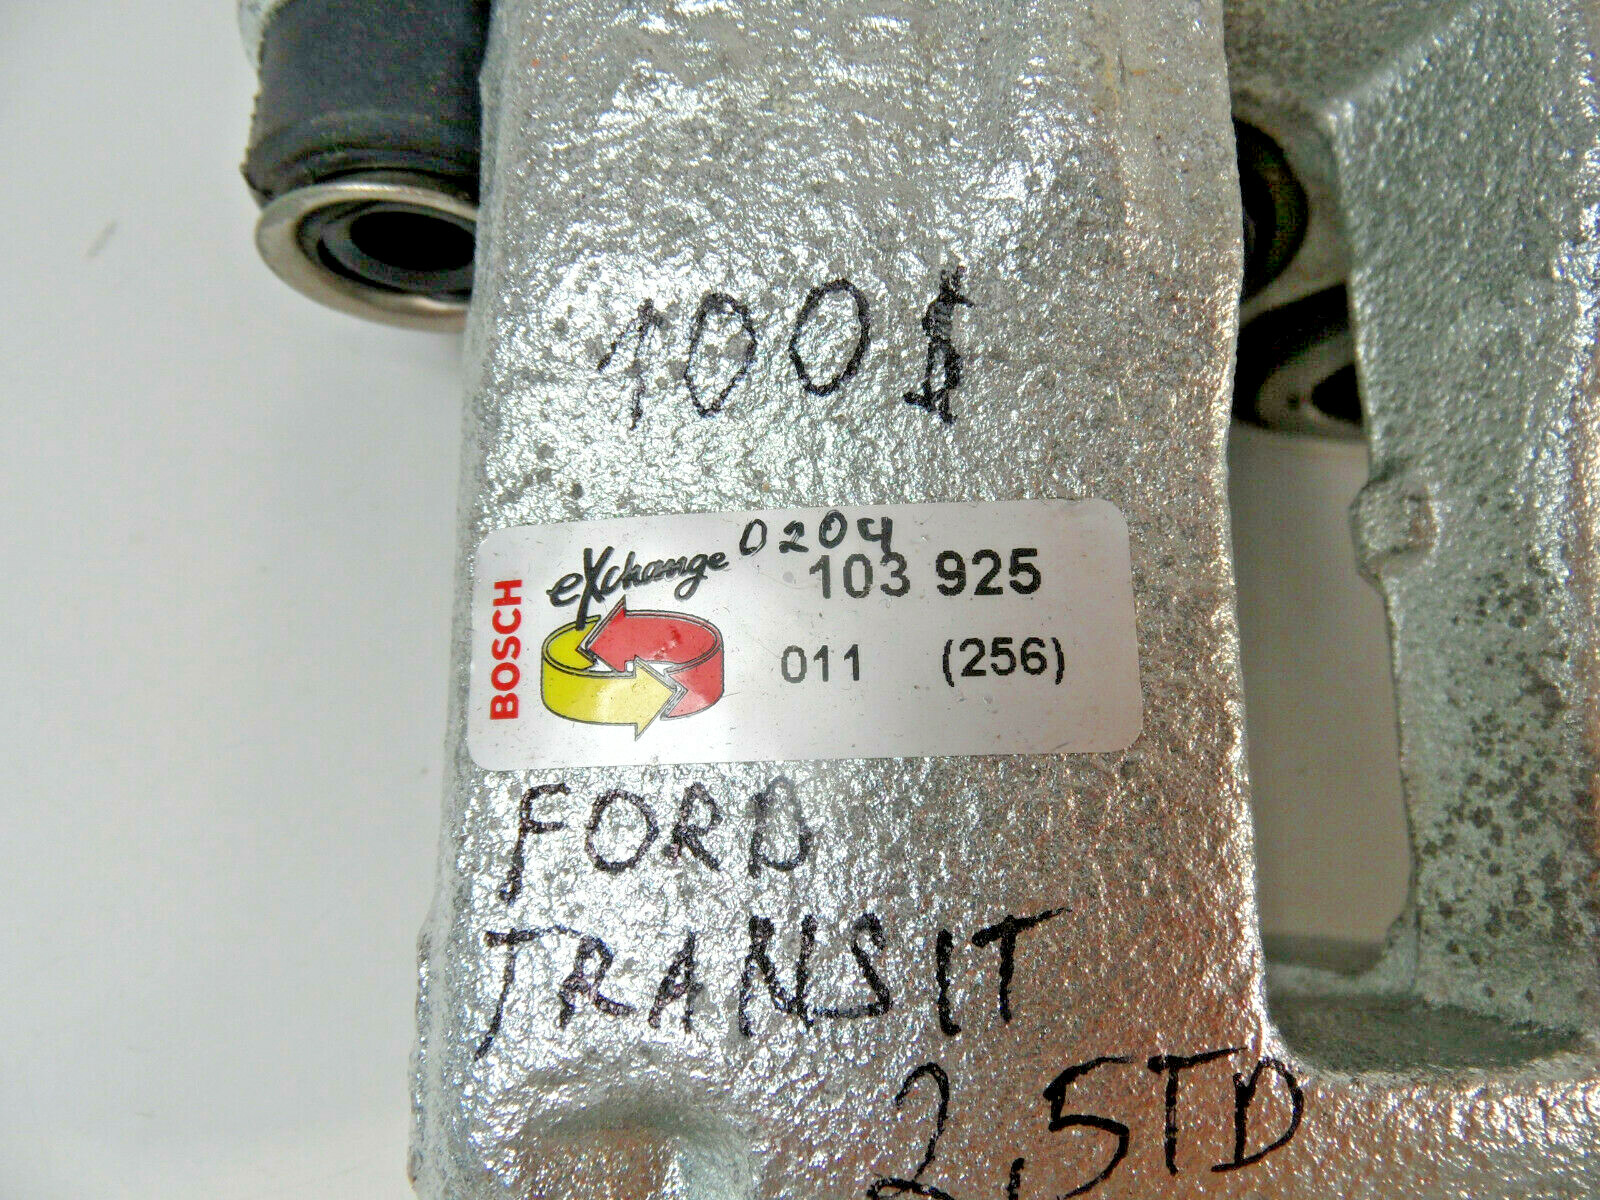 100$
BOSCH
eXchange 0204
103 925
011 (256)
FORD
TRANSIT
2,5TD